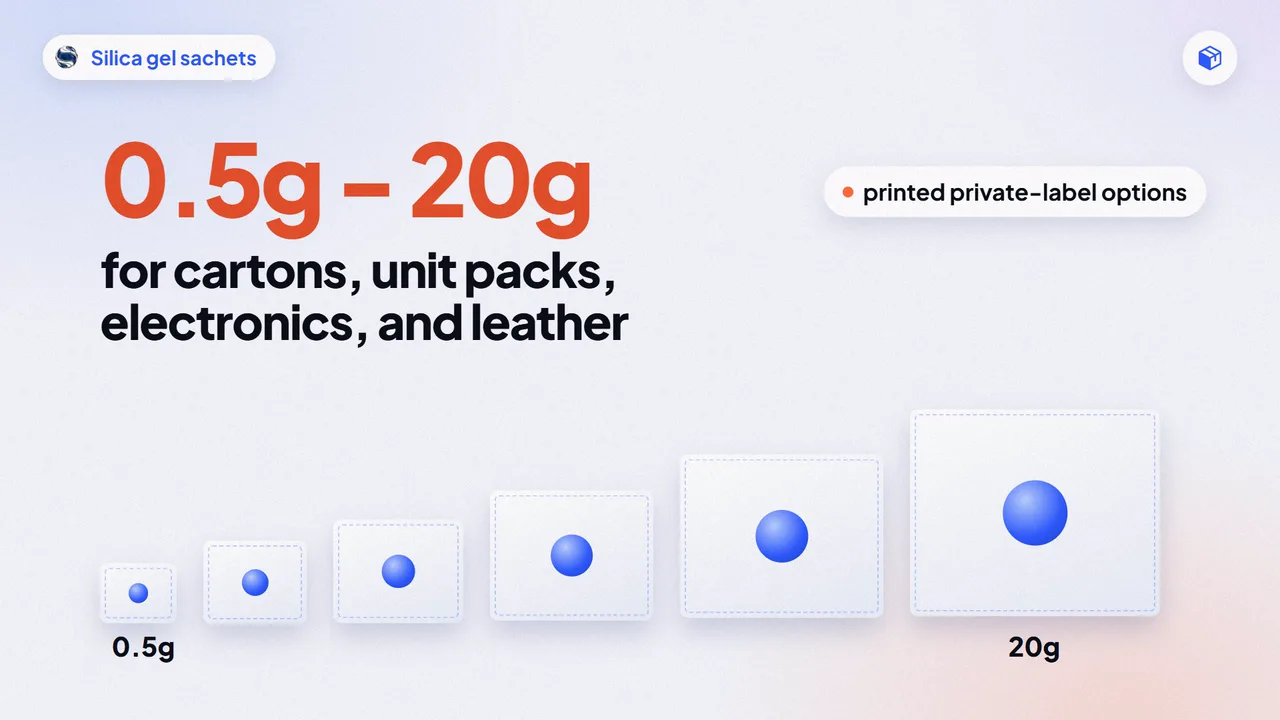 Silica gel sachets
0.5g – 20g
for cartons, unit packs,
electronics, and leather
printed private-label options
0.5g
20g